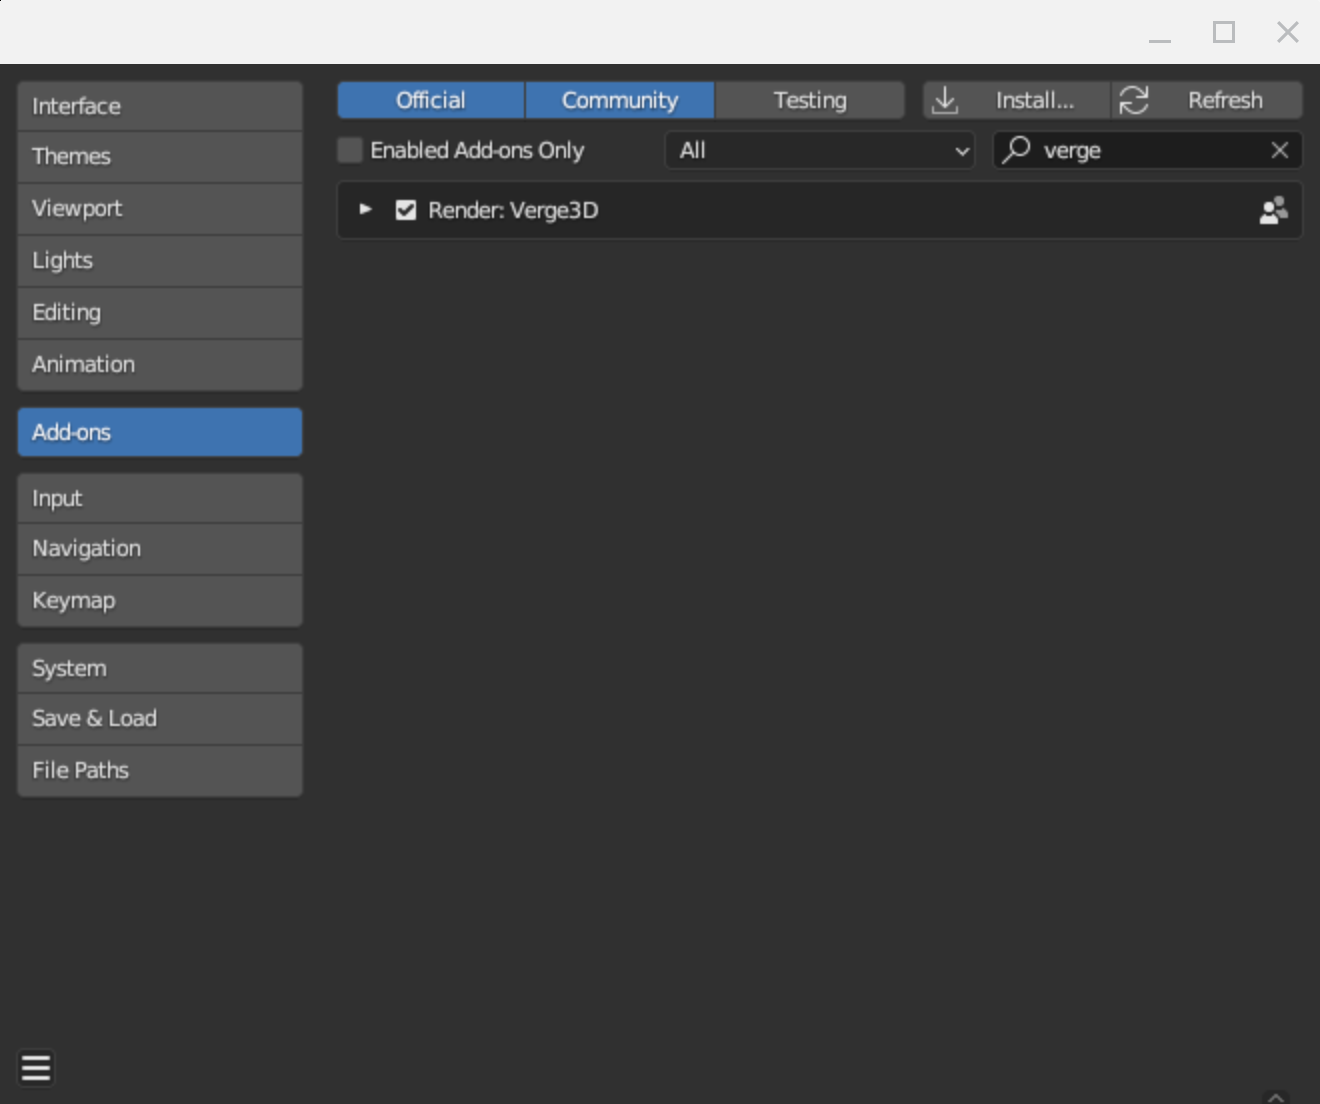 Interface
Themes
Viewport
Lights
Editing
Animation
Add-ons
Input
Navigation
Keymap
System
Save & Load
File Paths
Official
Community
Testing
Install...
Refresh
Enabled Add-ons Only
All
verge
Render: Verge3D